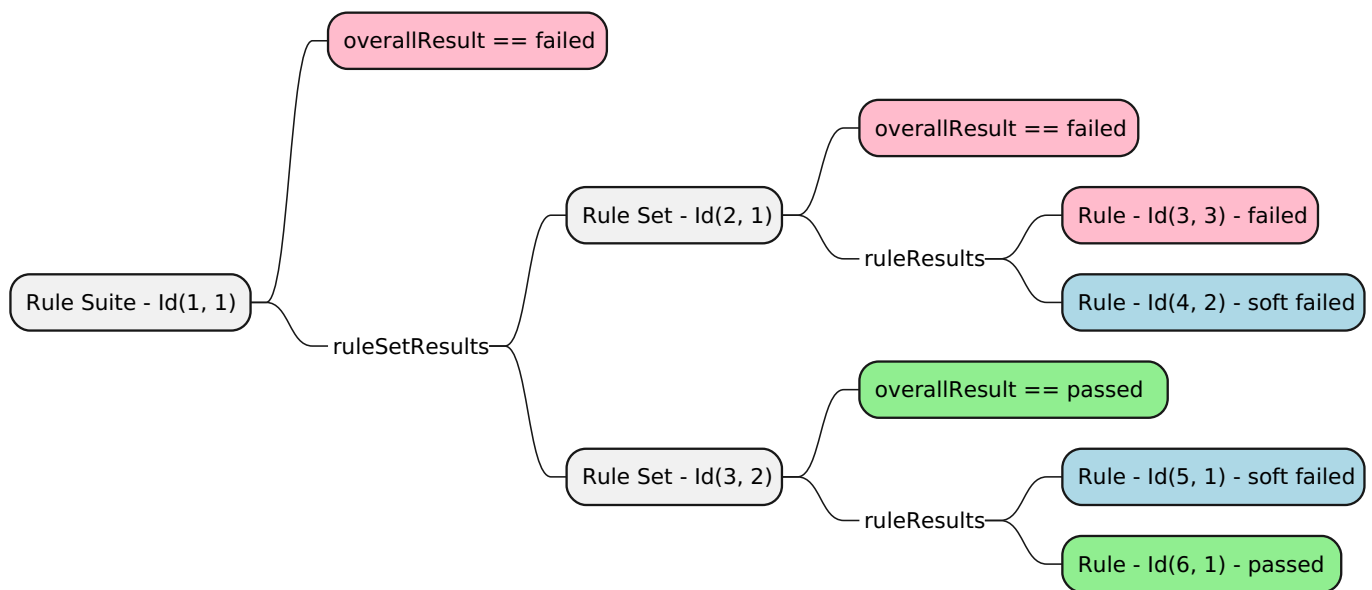 overallResult == failed
overallResult == failed
Rule Set - Id(2, 1)
Rule - Id(3, 3) - failed
ruleResults
Rule Suite - Id(1, 1)
Rule - Id(4, 2) - soft failed
ruleSetResults
overallResult == passed
Rule Set - Id(3, 2)
Rule - Id(5, 1) - soft failed
ruleResults
Rule - Id(6, 1) - passed